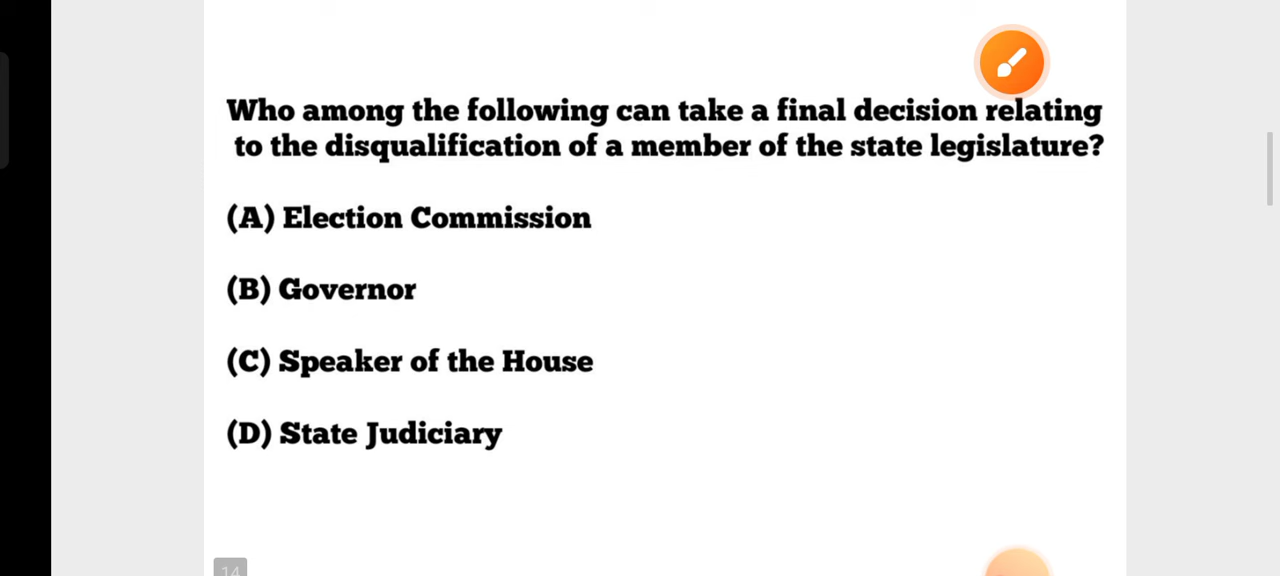 Who among the following can take a final decision relating
to the disqualification of a member of the state legislature?
(A) Election Commission
(B) Governor
(C) Speaker of the House
(D) State Judiciary
14